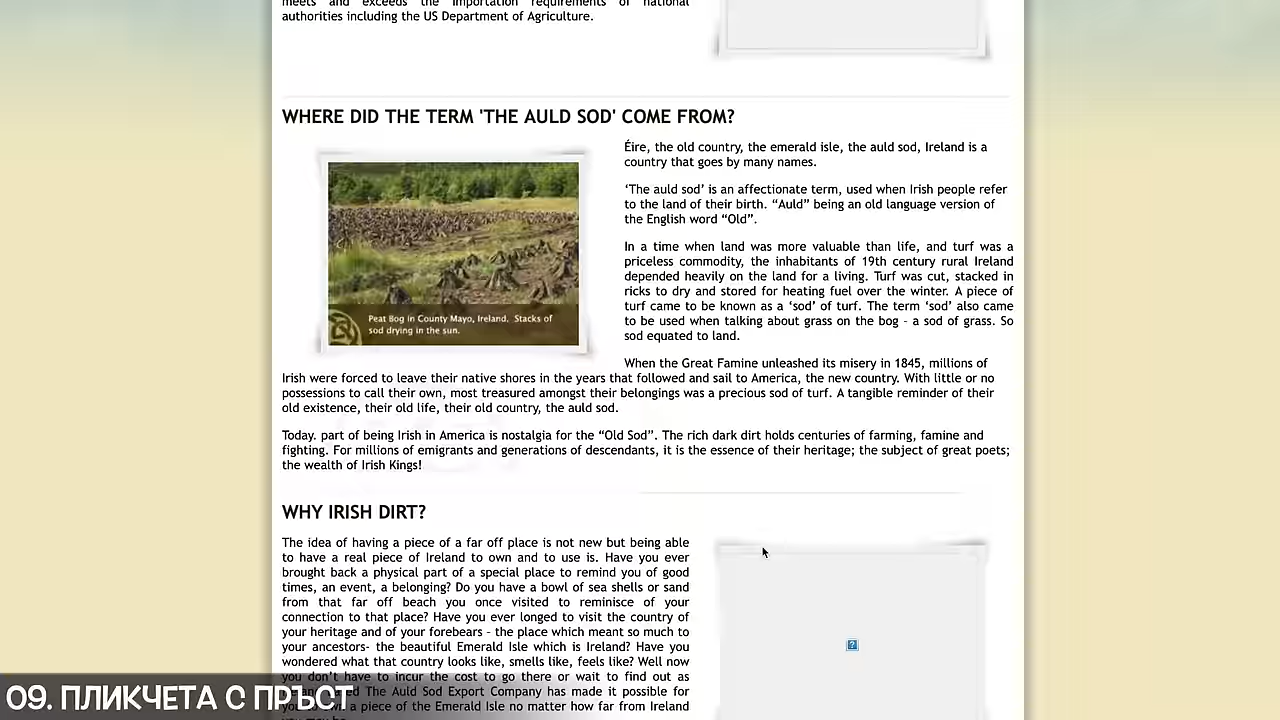 meets and exceeds the importation requirements of national
authorities including the US Department of Agriculture.
WHERE DID THE TERM 'THE AULD SOD' COME FROM?
Éire, the old country, the emerald isle, the auld sod, Ireland is a
country that goes by many names.
‘The auld sod’ is an affectionate term, used when Irish people refer
to the land of their birth. “Auld” being an old language version of
the English word “Old”.
In a time when land was more valuable than life, and turf was a
priceless commodity, the inhabitants of 19th century rural Ireland
depended heavily on the land for a living. Turf was cut, stacked in
ricks to dry and stored for heating fuel over the winter. A piece of
turf came to be known as a ‘sod’ of turf. The term ‘sod’ also came
to be used when talking about grass on the bog - a sod of grass. So
sod equated to land.
Peat Bog in County Mayo, Ireland. Stacks of
sod drying in the sun.
When the Great Famine unleashed its misery in 1845, millions of
Irish were forced to leave their native shores in the years that followed and sail to America, the new country. With little or no
possessions to call their own, most treasured amongst their belongings was a precious sod of turf. A tangible reminder of their
old existence, their old life, their old country, the auld sod.
Today. part of being Irish in America is nostalgia for the “Old Sod”. The rich dark dirt holds centuries of farming, famine and
fighting. For millions of emigrants and generations of descendants, it is the essence of their heritage; the subject of great poets;
the wealth of Irish Kings!
WHY IRISH DIRT?
The idea of having a piece of a far off place is not new but being able
to have a real piece of Ireland to own and to use is. Have you ever
brought back a physical part of a special place to remind you of good
times, an event, a belonging? Do you have a bowl of sea shells or sand
from that far off beach you once visited to reminisce of your
connection to that place? Have you ever longed to visit the country of
your heritage and of your forebears - the place which meant so much to
your ancestors- the beautiful Emerald Isle which is Ireland? Have you
wondered what that country looks like, smells like, feels like? Well now
you don’t have to incur the cost to go there or wait to find out as
The Auld Sod Export Company has made it possible for
a piece of the Emerald Isle no matter how far from Ireland
09. ПЛИКЧЕТА С ПРЪСТ